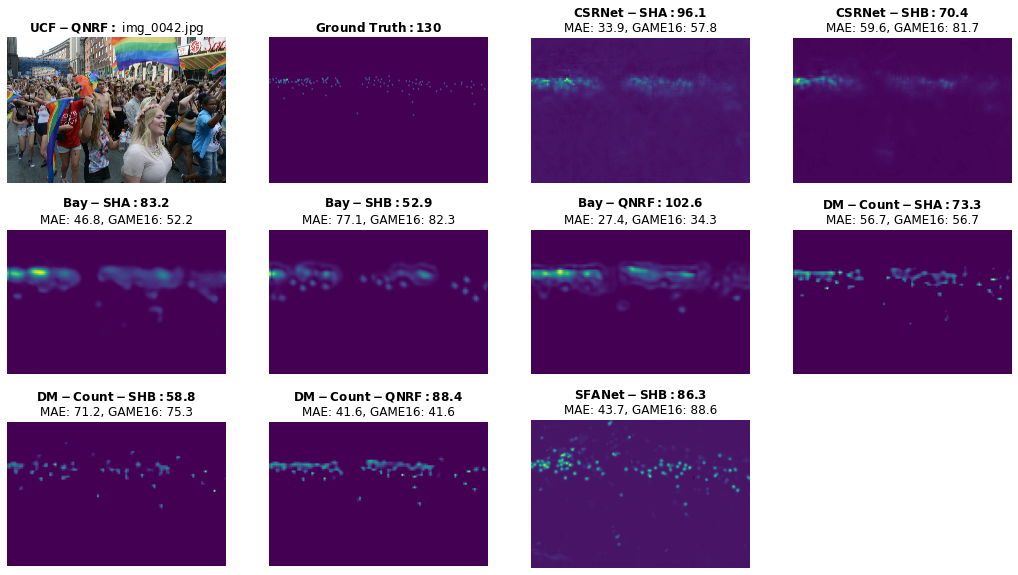 UCF − QNRF : img_0042.jpg
Ground Truth : 130
CSRNet − SHA : 96.1
MAE: 33.9, GAME16: 57.8
CSRNet − SHB : 70.4
MAE: 59.6, GAME16: 81.7
Bay − SHA : 83.2
MAE: 46.8, GAME16: 52.2
Bay − SHB : 52.9
MAE: 77.1, GAME16: 82.3
Bay − QNRF : 102.6
MAE: 27.4, GAME16: 34.3
DM − Count − SHA : 73.3
MAE: 56.7, GAME16: 56.7
DM − Count − SHB : 58.8
MAE: 71.2, GAME16: 75.3
DM − Count − QNRF : 88.4
MAE: 41.6, GAME16: 41.6
SFANet − SHB : 86.3
MAE: 43.7, GAME16: 88.6